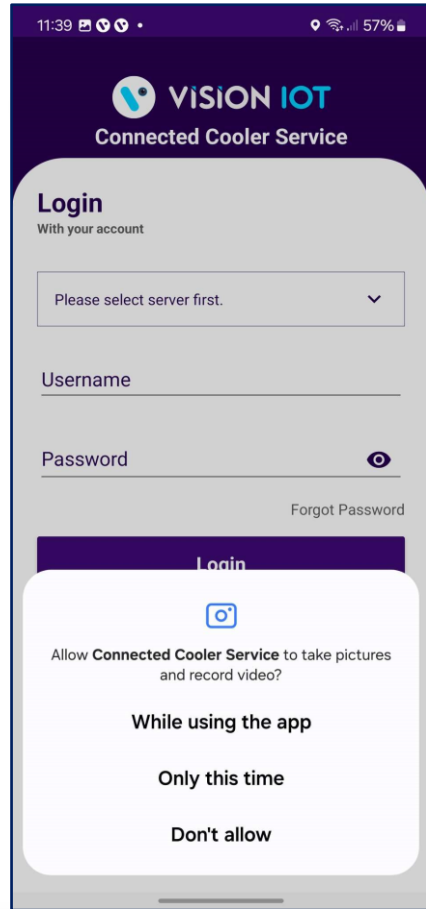 11:39
57%
VISION IOT
Connected Cooler Service
Login
With your account
Please select server first.
Username
Password
Forgot Password
Login
Allow Connected Cooler Service to take pictures
and record video?
While using the app
Only this time
Don't allow